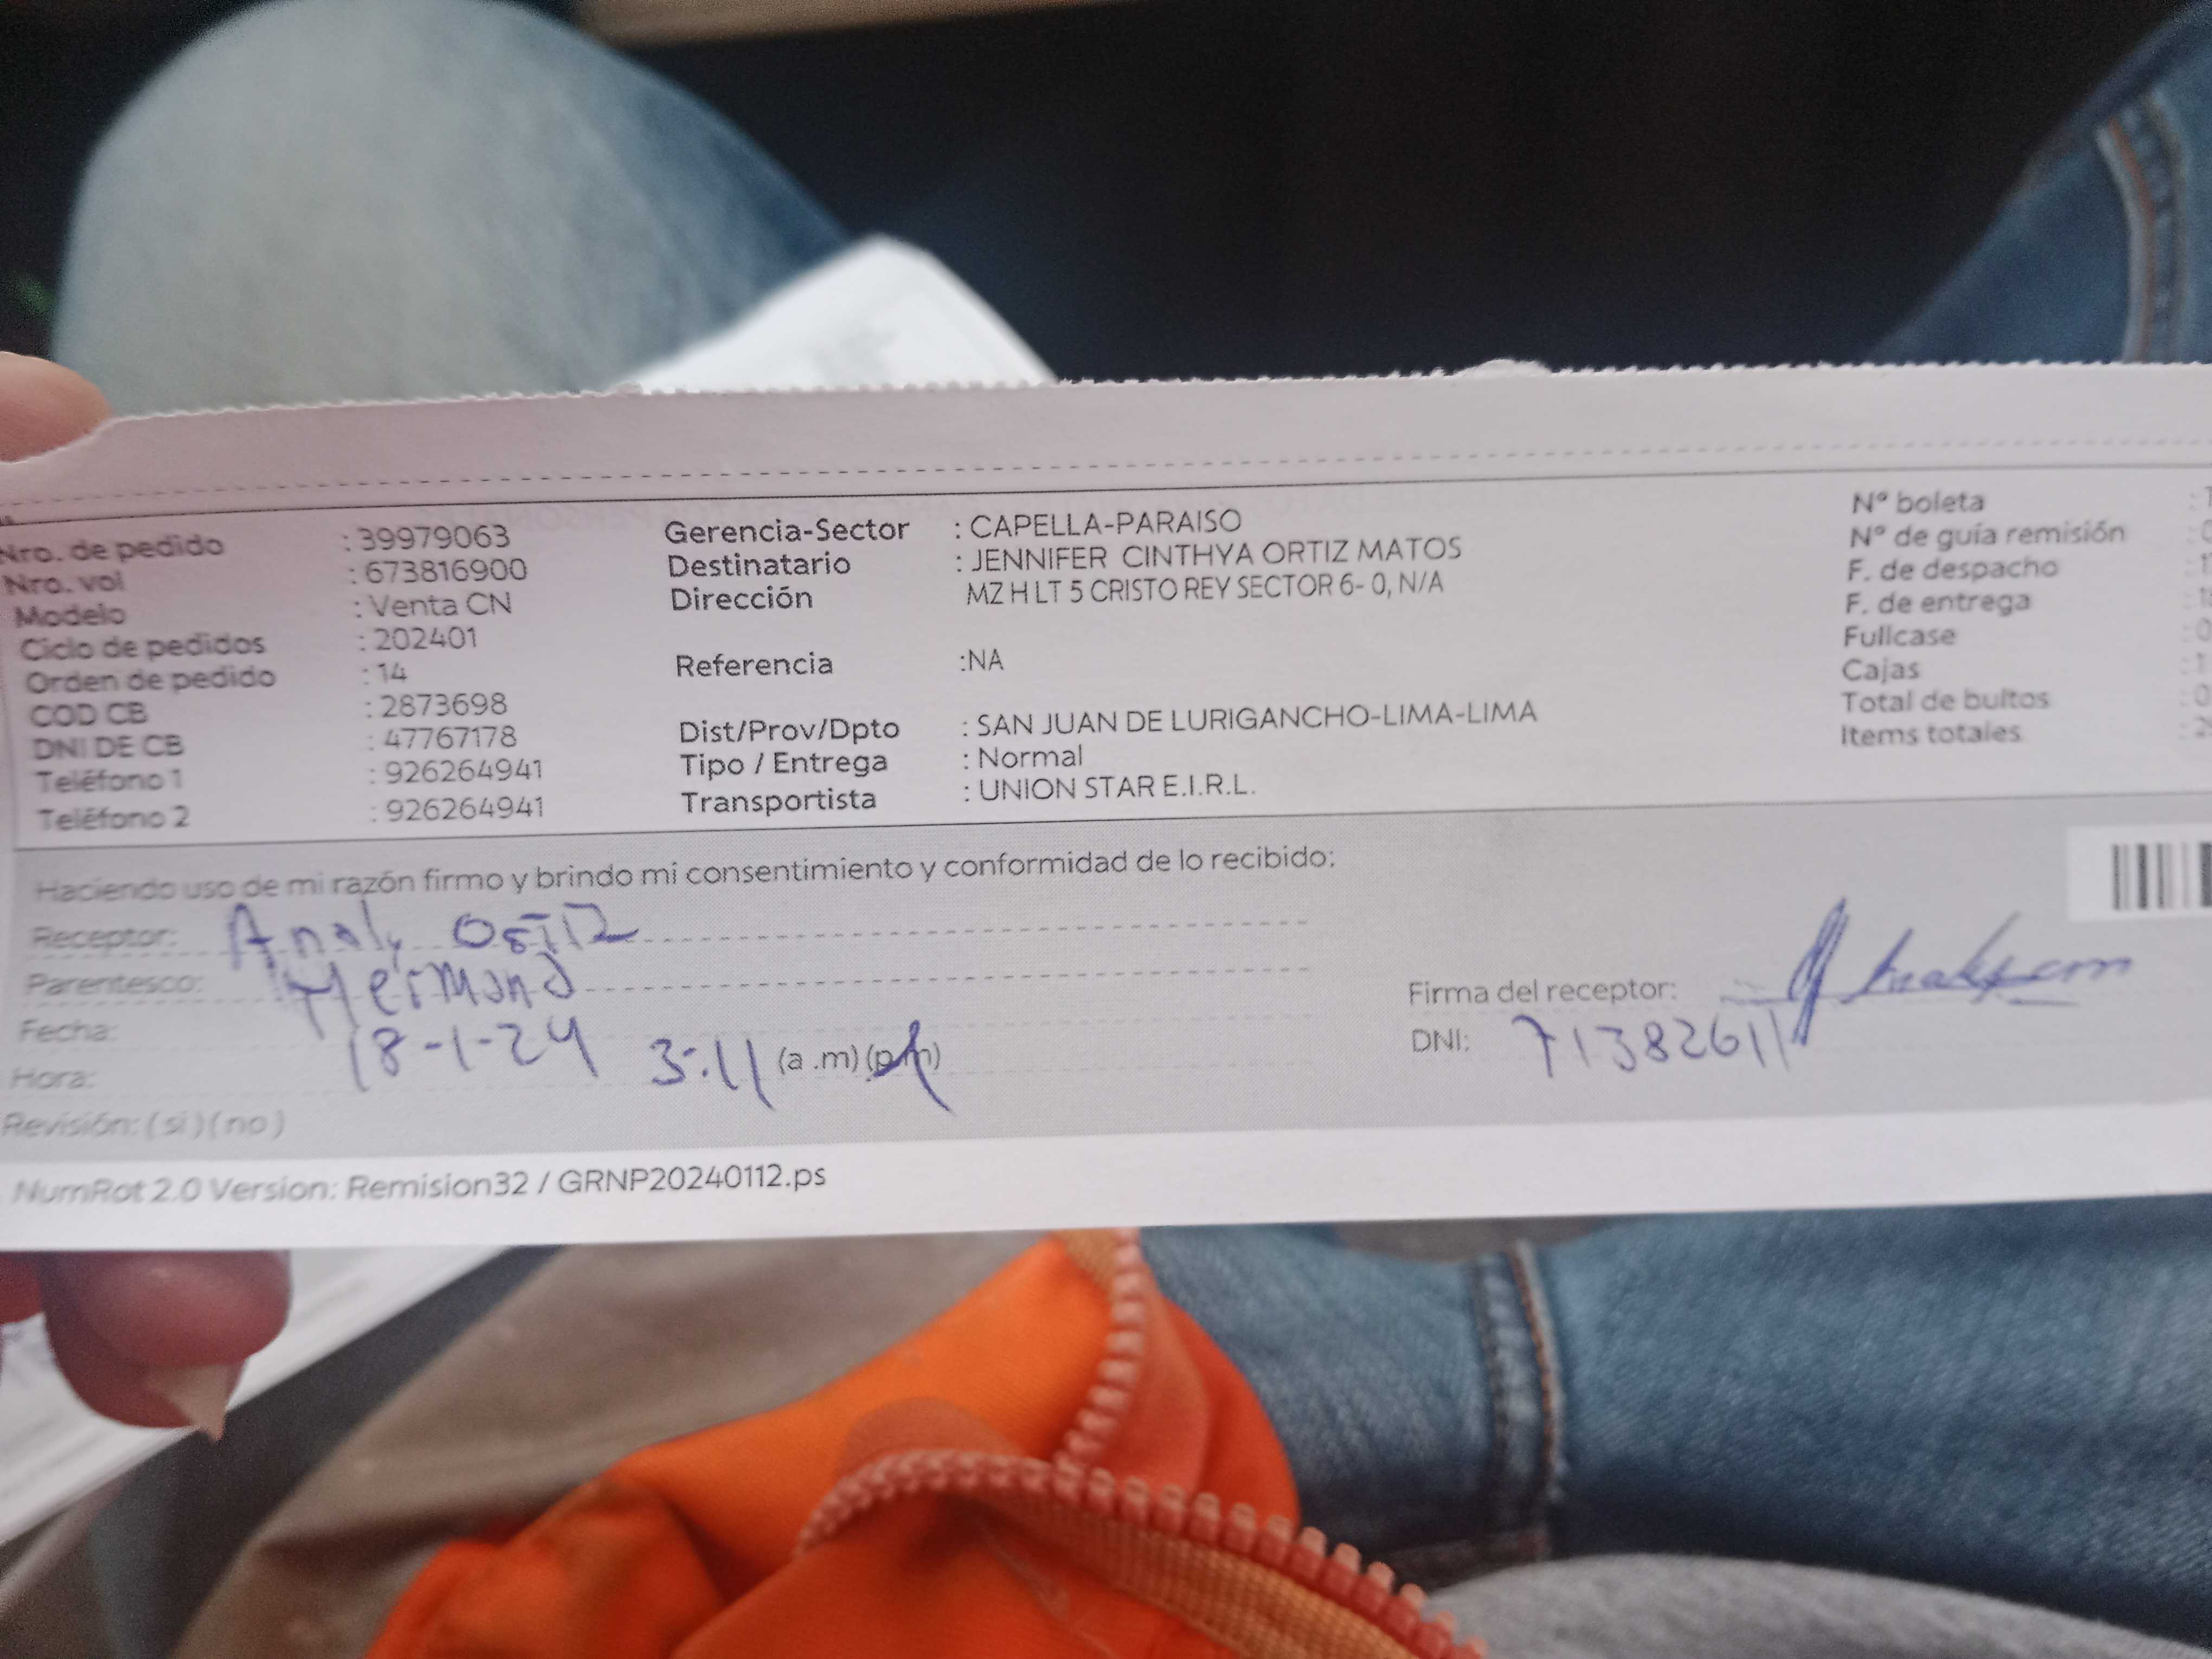 Nro. de pedido : 39979063
Nro. vol : 673816900
Modelo : Venta CN
Ciclo de pedidos : 202401
Orden de pedido : 14
COD CB : 2873698
DNI DE CB : 47767178
Teléfono 1 : 926264941
Teléfono 2 : 926264941
Gerencia-Sector : CAPELLA-PARAISO
Destinatario : JENNIFER CINTHYA ORTIZ MATOS
Dirección MZ H LT 5 CRISTO REY SECTOR 6- 0, N/A
Referencia :NA
Dist/Prov/Dpto : SAN JUAN DE LURIGANCHO-LIMA-LIMA
Tipo / Entrega : Normal
Transportista : UNION STAR E.I.R.L.
Nº boleta
Nº de guía remisión
F. de despacho
F. de entrega
Fullcase
Cajas
Total de bultos
Items totales
Haciendo uso de mi razón firmo y brindo mi consentimiento y conformidad de lo recibido:
Receptor: Analy
Parentesco: Hermana
Fecha: 18-1-24
Hora: 3:11 (a .m) (p.m)
Revisión: ( si ) ( no )
Firma del receptor:
DNI: 71382611
NumRot 2.0 Version: Remision32 / GRNP20240112.ps